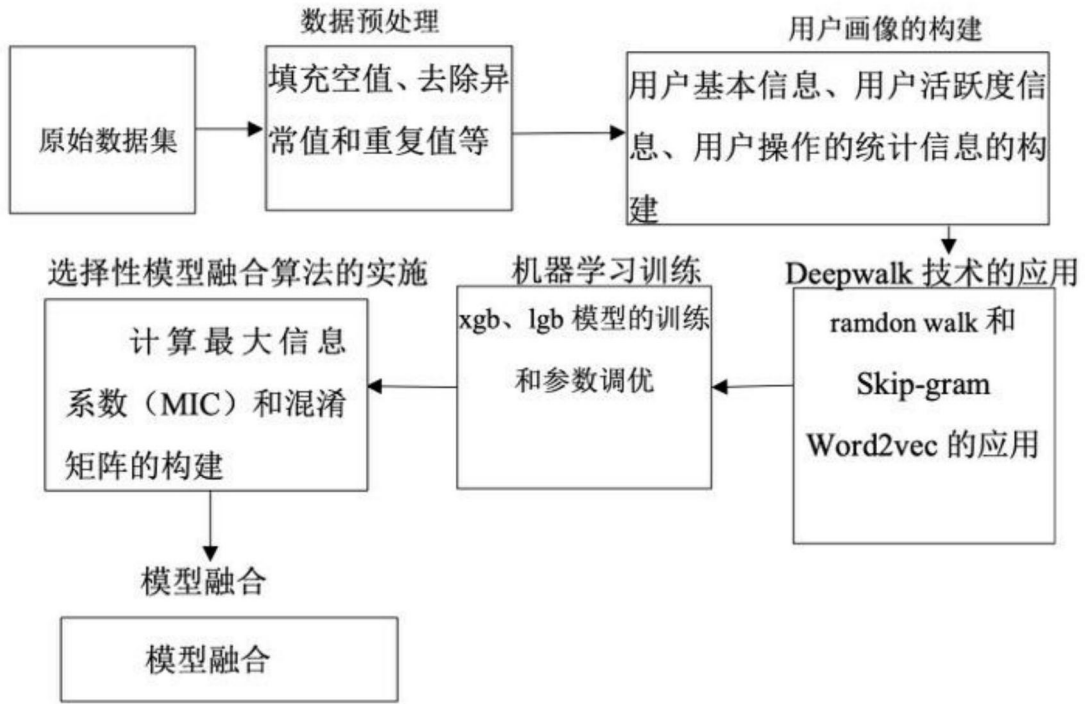 数据预处理
用户画像的构建
原始数据集
填充空值、去除异
常值和重复值等
用户基本信息、用户活跃度信
息、用户操作的统计信息的构
建
选择性模型融合算法的实施
机器学习训练
Deepwalk 技术的应用
计算最大信息
系数（MIC）和混淆
矩阵的构建
xgb、lgb 模型的训练
和参数调优
ramdon walk 和
Skip-gram
Word2vec 的应用
模型融合
模型融合